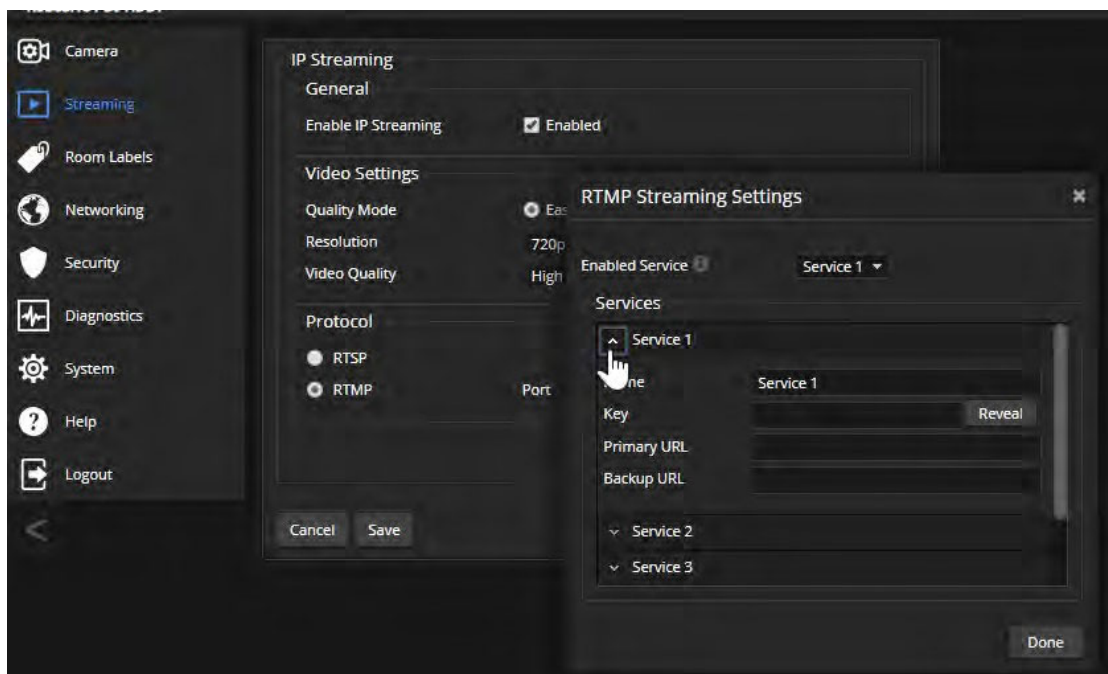 Camera
Streaming
Room Labels
Networking
Security
Diagnostics
System
Help
Logout
IP Streaming
General
Enable IP Streaming Enabled
Video Settings
Quality Mode
Resolution 720p
Video Quality High
Protocol
RTSP
RTMP Port
Cancel Save
RTMP Streaming Settings
Enabled Service Service 1
Services
Service 1
Service 1
Key Reveal
Primary URL
Backup URL
Service 2
Service 3
Done